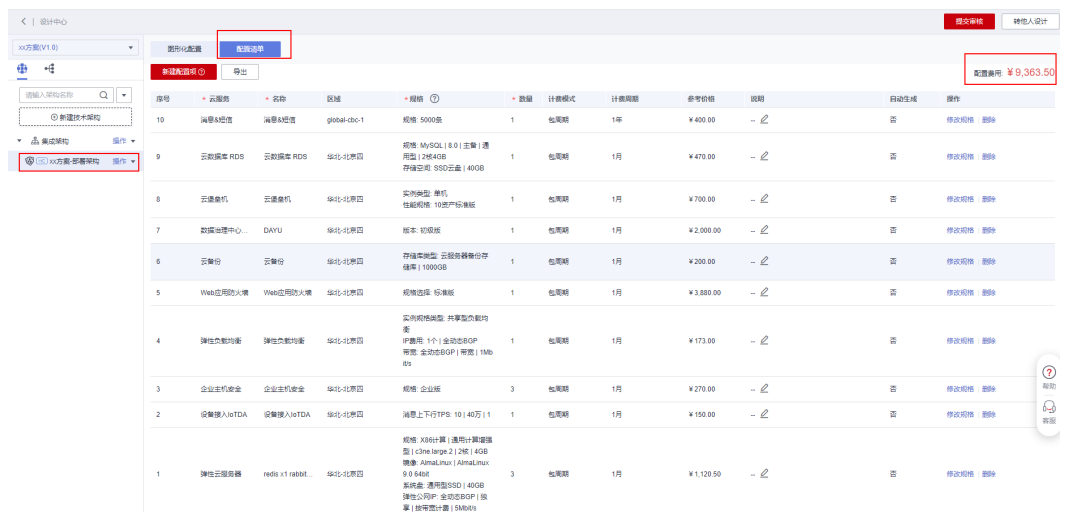 设计中心
提交审核
转他人设计
xx方案(V1.0)
图形化配置
配置清单
新建配置项
导出
配置费用: ￥9,363.50
请输入架构名称
新建技术架构
集成架构
操作
xx方案-部署架构
操作
序号 * 云服务 * 名称 区域 * 规格 * 数量 计费模式 计费周期 参考价格 说明 自动生成 操作
10 消息&短信 消息&短信 global-cbc-1 规格: 5000条 1 包周期 1年 ￥400.00 -- 否 修改规格 删除
规格: MySQL | 8.0 | 主备 | 通
9 云数据库 RDS 云数据库 RDS 华北-北京四 用型 | 2核4GB 1 包周期 1月 ￥470.00 -- 否 修改规格 删除
存储空间: SSD云盘 | 40GB
实例类型: 单机
8 云堡垒机 云堡垒机 华北-北京四 1 包周期 1月 ￥700.00 -- 否 修改规格 删除
性能规格: 10资产标准版
7 数据治理中心... DAYU 华北-北京四 版本: 初级版 1 包周期 1月 ￥2,000.00 -- 否 修改规格 删除
存储库类型: 云服务器备份存
6 云备份 云备份 华北-北京四 1 包周期 1月 ￥200.00 -- 否 修改规格 删除
储库 | 1000GB
5 Web应用防火墙 Web应用防火墙 华北-北京四 规格选择: 标准版 1 包周期 1月 ￥3,880.00 -- 否 修改规格 删除
实例规格类型: 共享型负载均
衡
4 弹性负载均衡 弹性负载均衡 华北-北京四 IP费用: 1个 | 全动态BGP 1 包周期 1月 ￥173.00 -- 否 修改规格 删除
带宽: 全动态BGP | 带宽 | 1Mb
it/s
3 企业主机安全 企业主机安全 华北-北京四 规格: 企业版 3 包周期 1月 ￥270.00 -- 否 修改规格 删除
2 设备接入IoTDA 设备接入IoTDA 华北-北京四 消息上下行TPS: 10 | 40万 | 1 1 包周期 1月 ￥150.00 -- 否 修改规格 删除
规格: X86计算 | 通用计算增强
型 | c3ne.large.2 | 2核 | 4GB
镜像: AlmaLinux | AlmaLinux
9.0 64bit
1 弹性云服务器 redis x1 rabbit... 华北-北京四 3 包周期 1月 ￥1,120.50 -- 否 修改规格 删除
系统盘: 通用型SSD | 40GB
弹性公网IP: 全动态BGP | 独
享 | 按带宽计费 | 5Mbit/s
帮助
客服